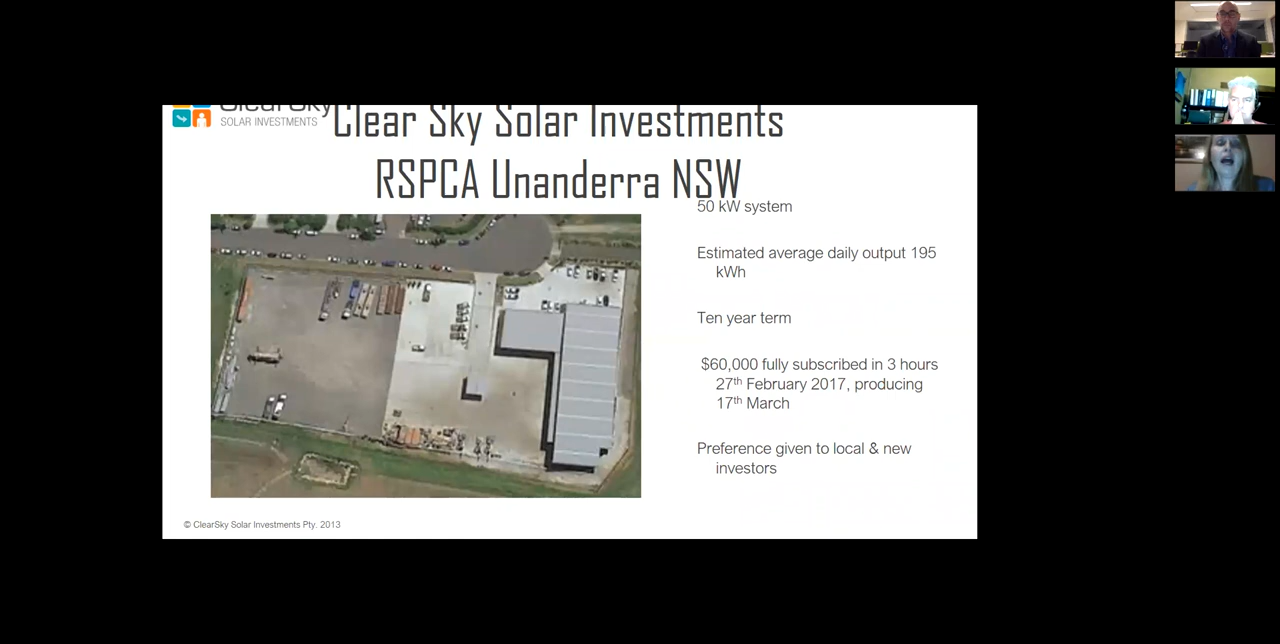 ClearSky
SOLAR INVESTMENTS
Clear Sky Solar Investments
RSPCA Unanderra NSW
50 kW system
Estimated average daily output 195
kWh
Ten year term
$60,000 fully subscribed in 3 hours
27th February 2017, producing
17th March
Preference given to local & new
investors
© ClearSky Solar Investments Pty. 2013